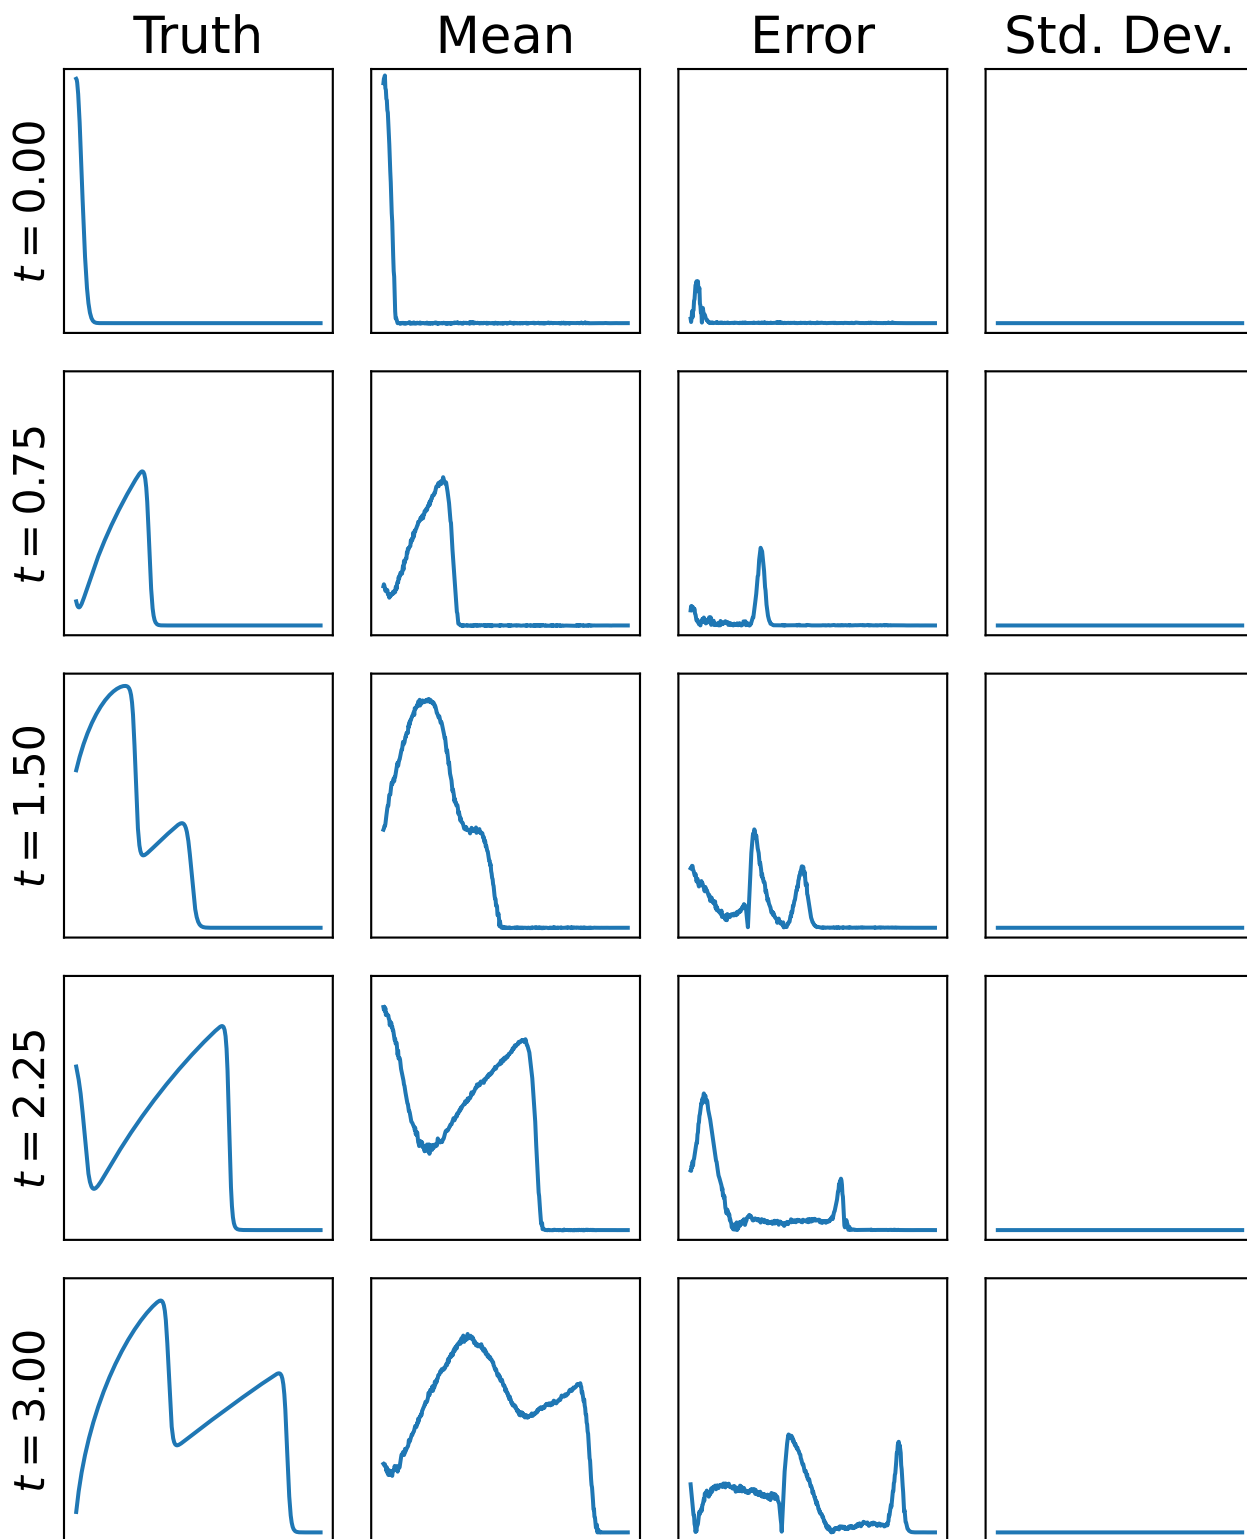 Truth Mean Error Std. Dev.
t = 0.00
t = 0.75
t = 1.50
t = 2.25
t = 3.00